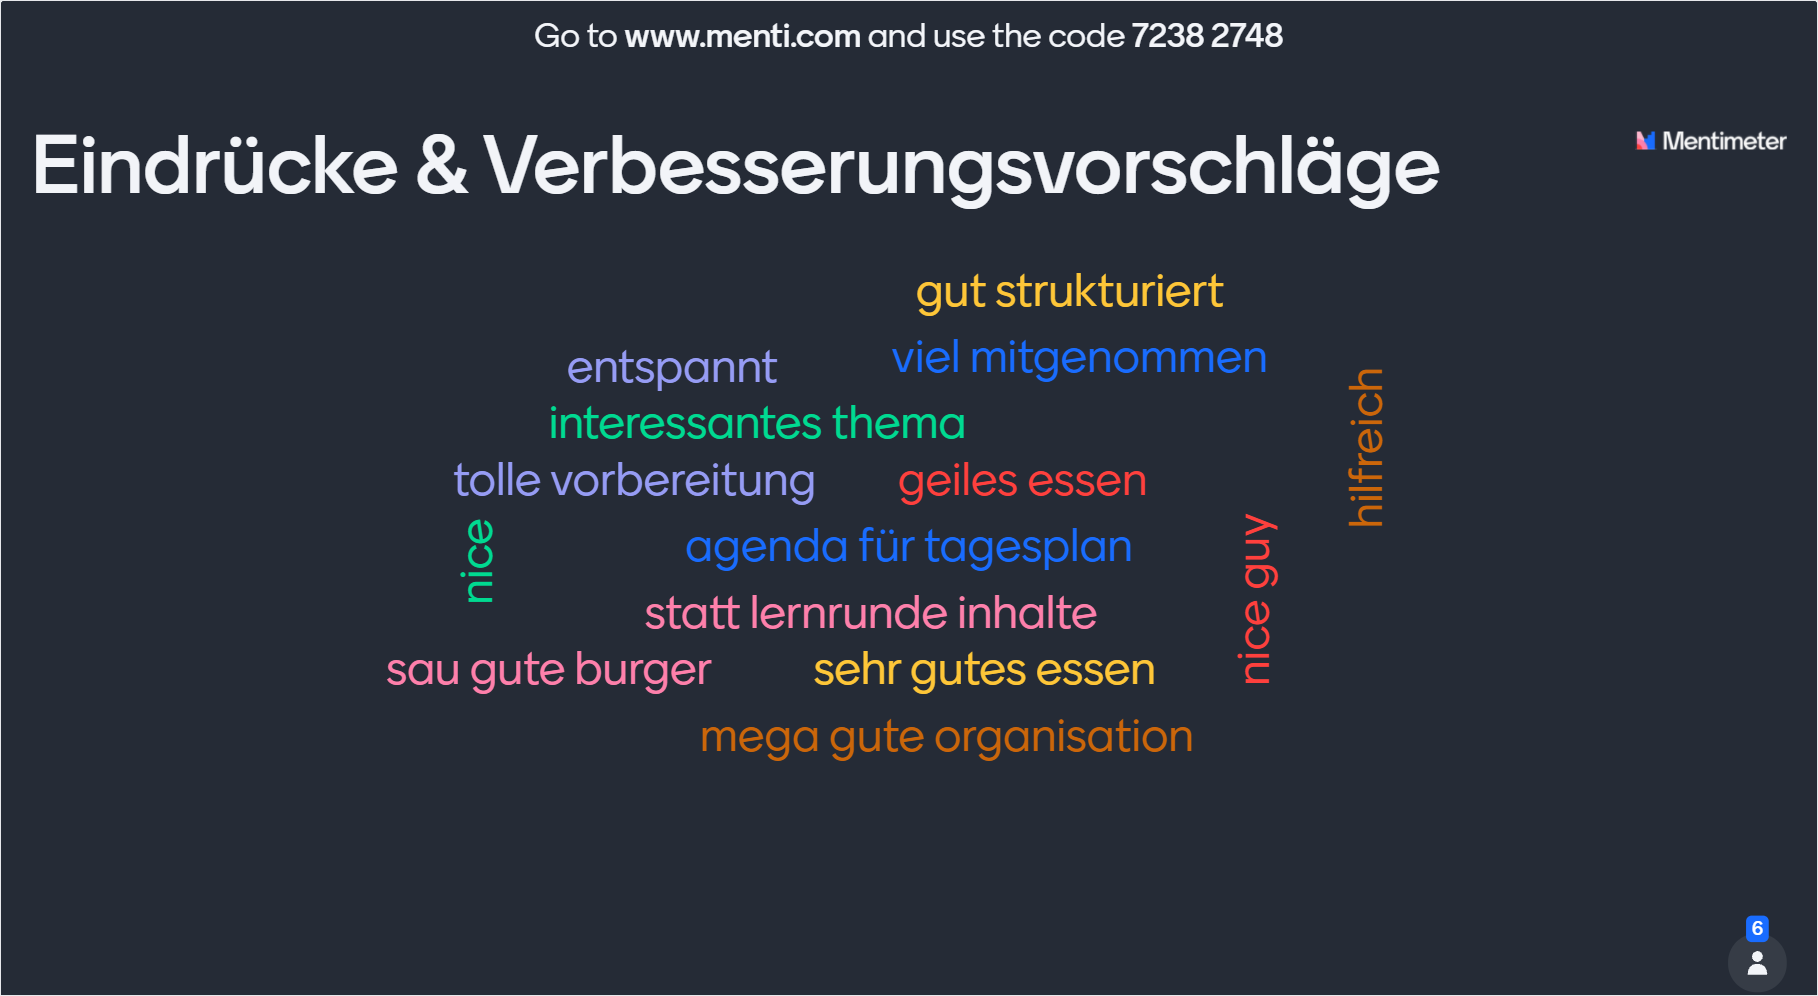 Go to www.menti.com and use the code 7238 2748
Eindrücke & Verbesserungsvorschläge
Mentimeter
gut strukturiert
viel mitgenommen
entspannt
hilfreich
interessantes thema
tolle vorbereitung
geiles essen
nice
agenda für tagesplan
nice guy
statt lernrunde inhalte
sau gute burger
sehr gutes essen
mega gute organisation
6